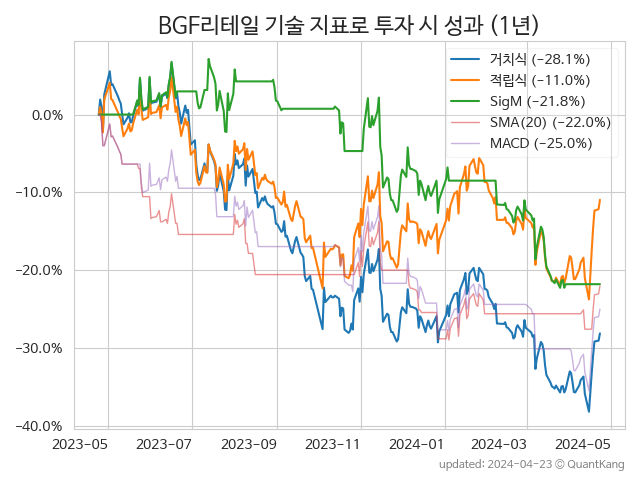 BGF리테일 기술 지표로 투자 시 성과 (1년)
거치식 (−28.1%)
적립식 (−11.0%)
SigM (−21.8%)
SMA(20) (−22.0%)
MACD (−25.0%)
0.0%
−10.0%
−20.0%
−30.0%
−40.0%
2023-05 2023-07 2023-09 2023-11 2024-01 2024-03 2024-05
updated: 2024-04-23 © QuantKang